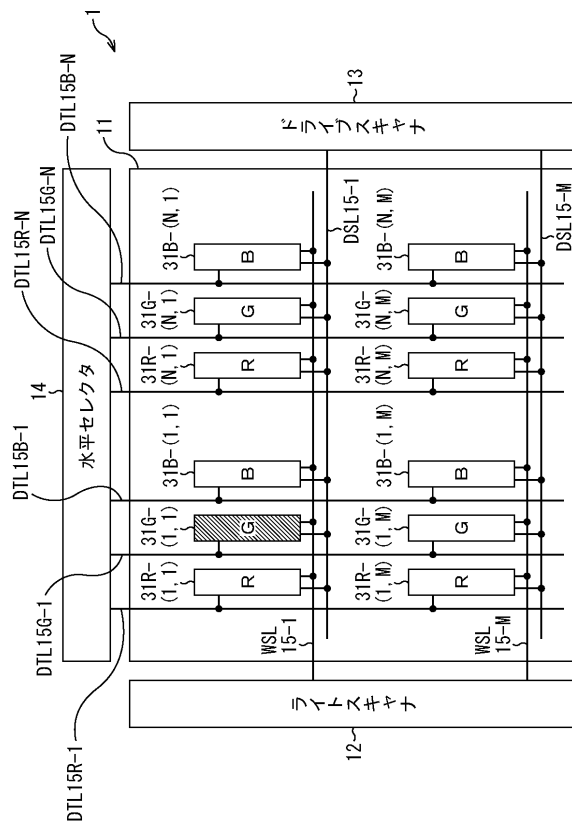 1
DTL15B-N
DTL15G-N
DTL15R-N
DTL15B-1
DTL15G-1
DTL15R-1
14
水平セレクタ
11
13
ドライブスキャナ
12
ライトスキャナ
31R-
(1, 1)
31G-
(1, 1)
31B-(1, 1)
31R-
(N, 1)
31G-
(N, 1)
31B-(N, 1)
R
G
B
R
G
B
WSL
15-1
DSL15-1
31R-
(1, M)
31G-
(1, M)
31B-(1, M)
31R-
(N, M)
31G-
(N, M)
31B-(N, M)
R
G
B
R
G
B
WSL
15-M
DSL15-M